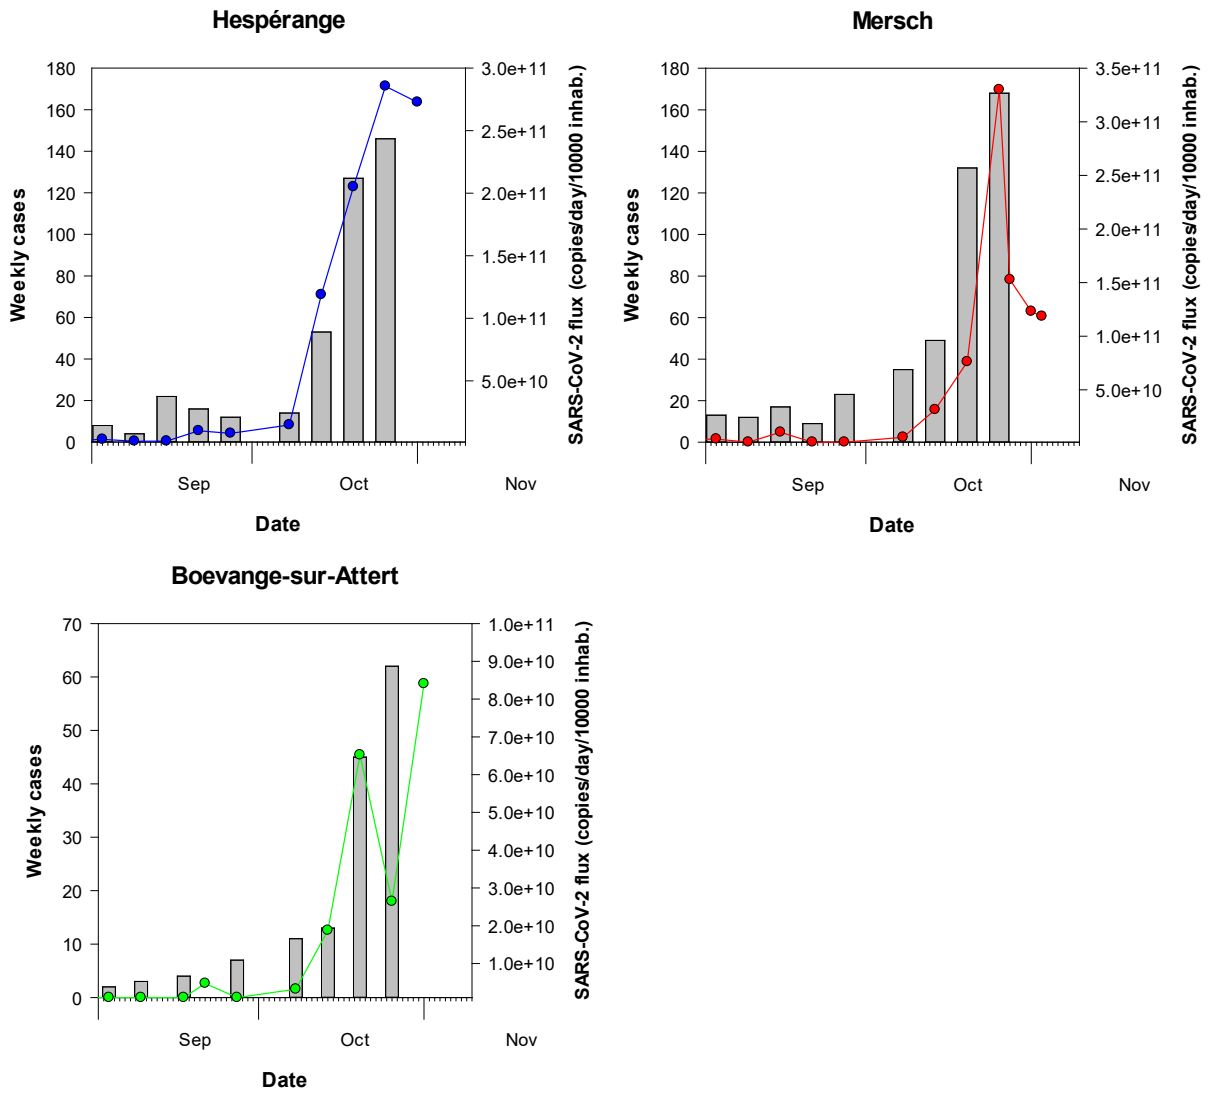 Hespérange
180
160
140
120
100
80
60
40
20
0
Weekly cases
3.0e+11
2.5e+11
2.0e+11
1.5e+11
1.0e+11
5.0e+10
SARS-CoV-2 flux (copies/day/10000 inhab.)
Sep Oct Nov
Date
Mersch
180
160
140
120
100
80
60
40
20
0
Weekly cases
3.5e+11
3.0e+11
2.5e+11
2.0e+11
1.5e+11
1.0e+11
5.0e+10
SARS-CoV-2 flux (copies/day/10000 inhab.)
Sep Oct Nov
Date
Boevange-sur-Attert
70
60
50
40
30
20
10
0
Weekly cases
1.0e+11
9.0e+10
8.0e+10
7.0e+10
6.0e+10
5.0e+10
4.0e+10
3.0e+10
2.0e+10
1.0e+10
SARS-CoV-2 flux (copies/day/10000 inhab.)
Sep Oct Nov
Date